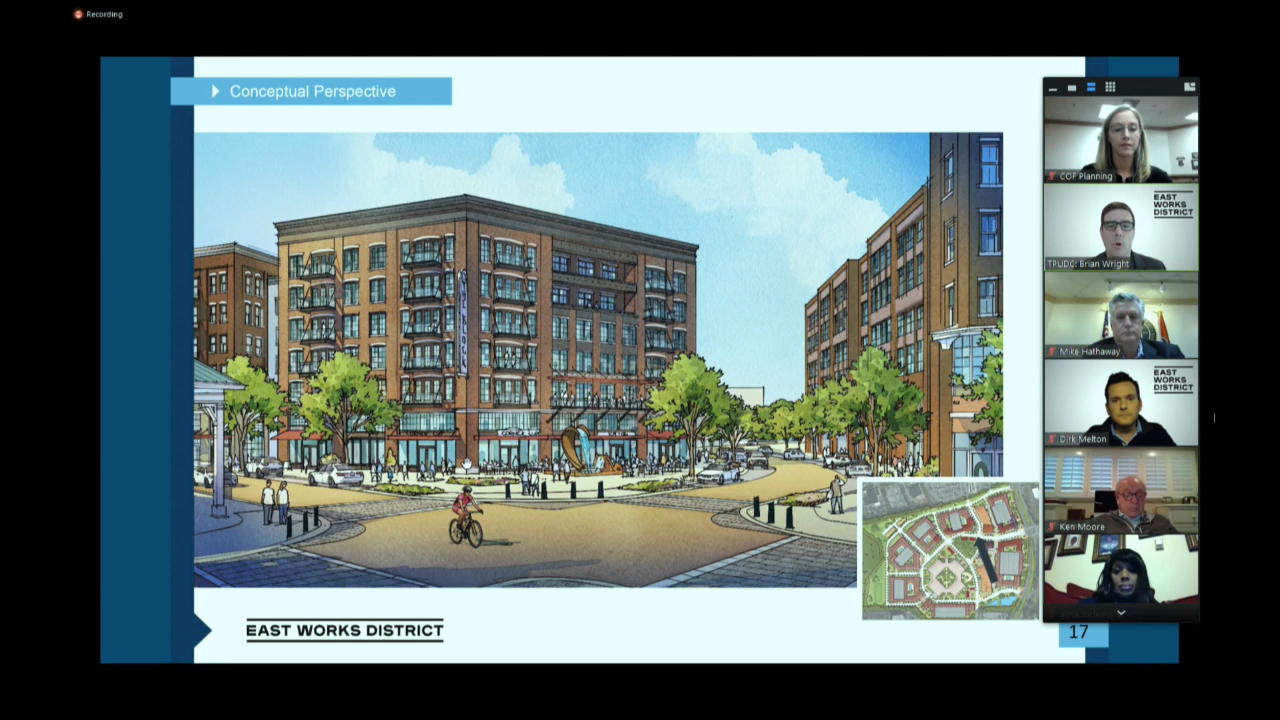 Recording
Conceptual Perspective
COF Planning
EAST
WORKS
DISTRICT
TPUDC: Brian Wright
Mike Hathaway
EAST
WORKS
DISTRICT
Dirk Melton
Ken Moore
EAST WORKS DISTRICT
17